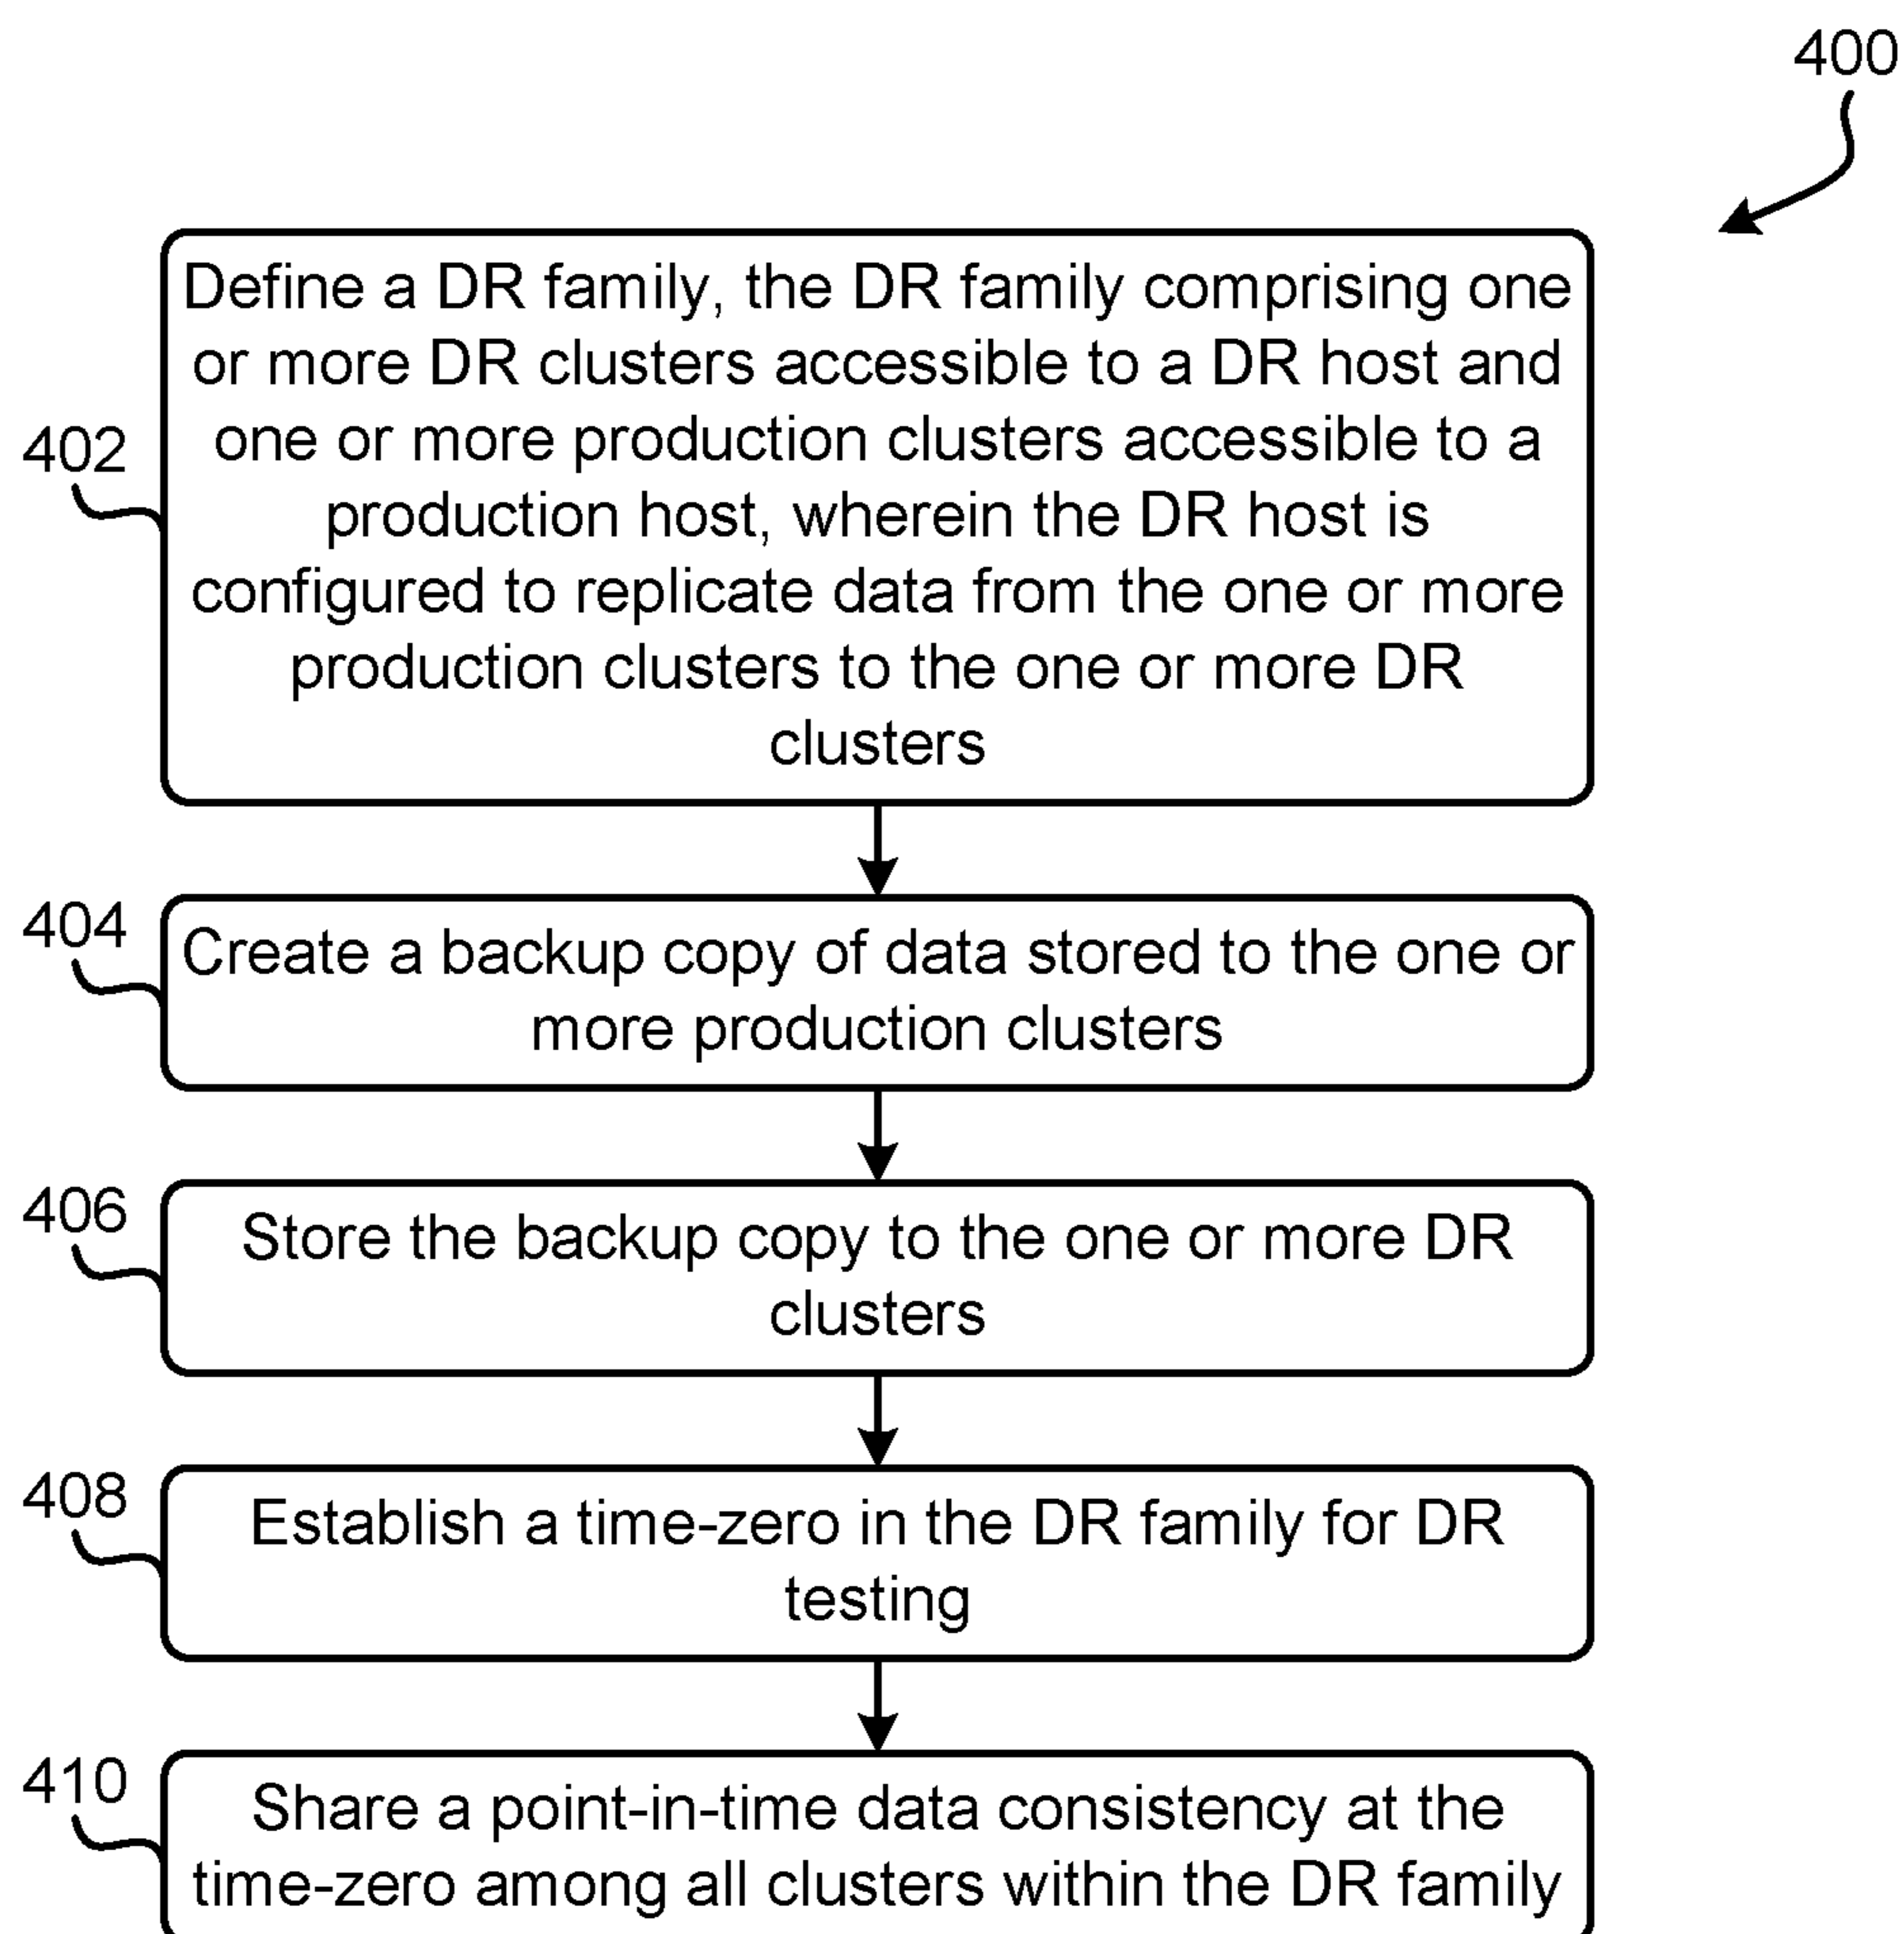 400
Define a DR family, the DR family comprising one
or more DR clusters accessible to a DR host and
one or more production clusters accessible to a
production host, wherein the DR host is
configured to replicate data from the one or more
production clusters to the one or more DR
clusters
402
404
Create a backup copy of data stored to the one or
more production clusters
406
Store the backup copy to the one or more DR
clusters
408
Establish a time-zero in the DR family for DR
testing
410
Share a point-in-time data consistency at the
time-zero among all clusters within the DR family